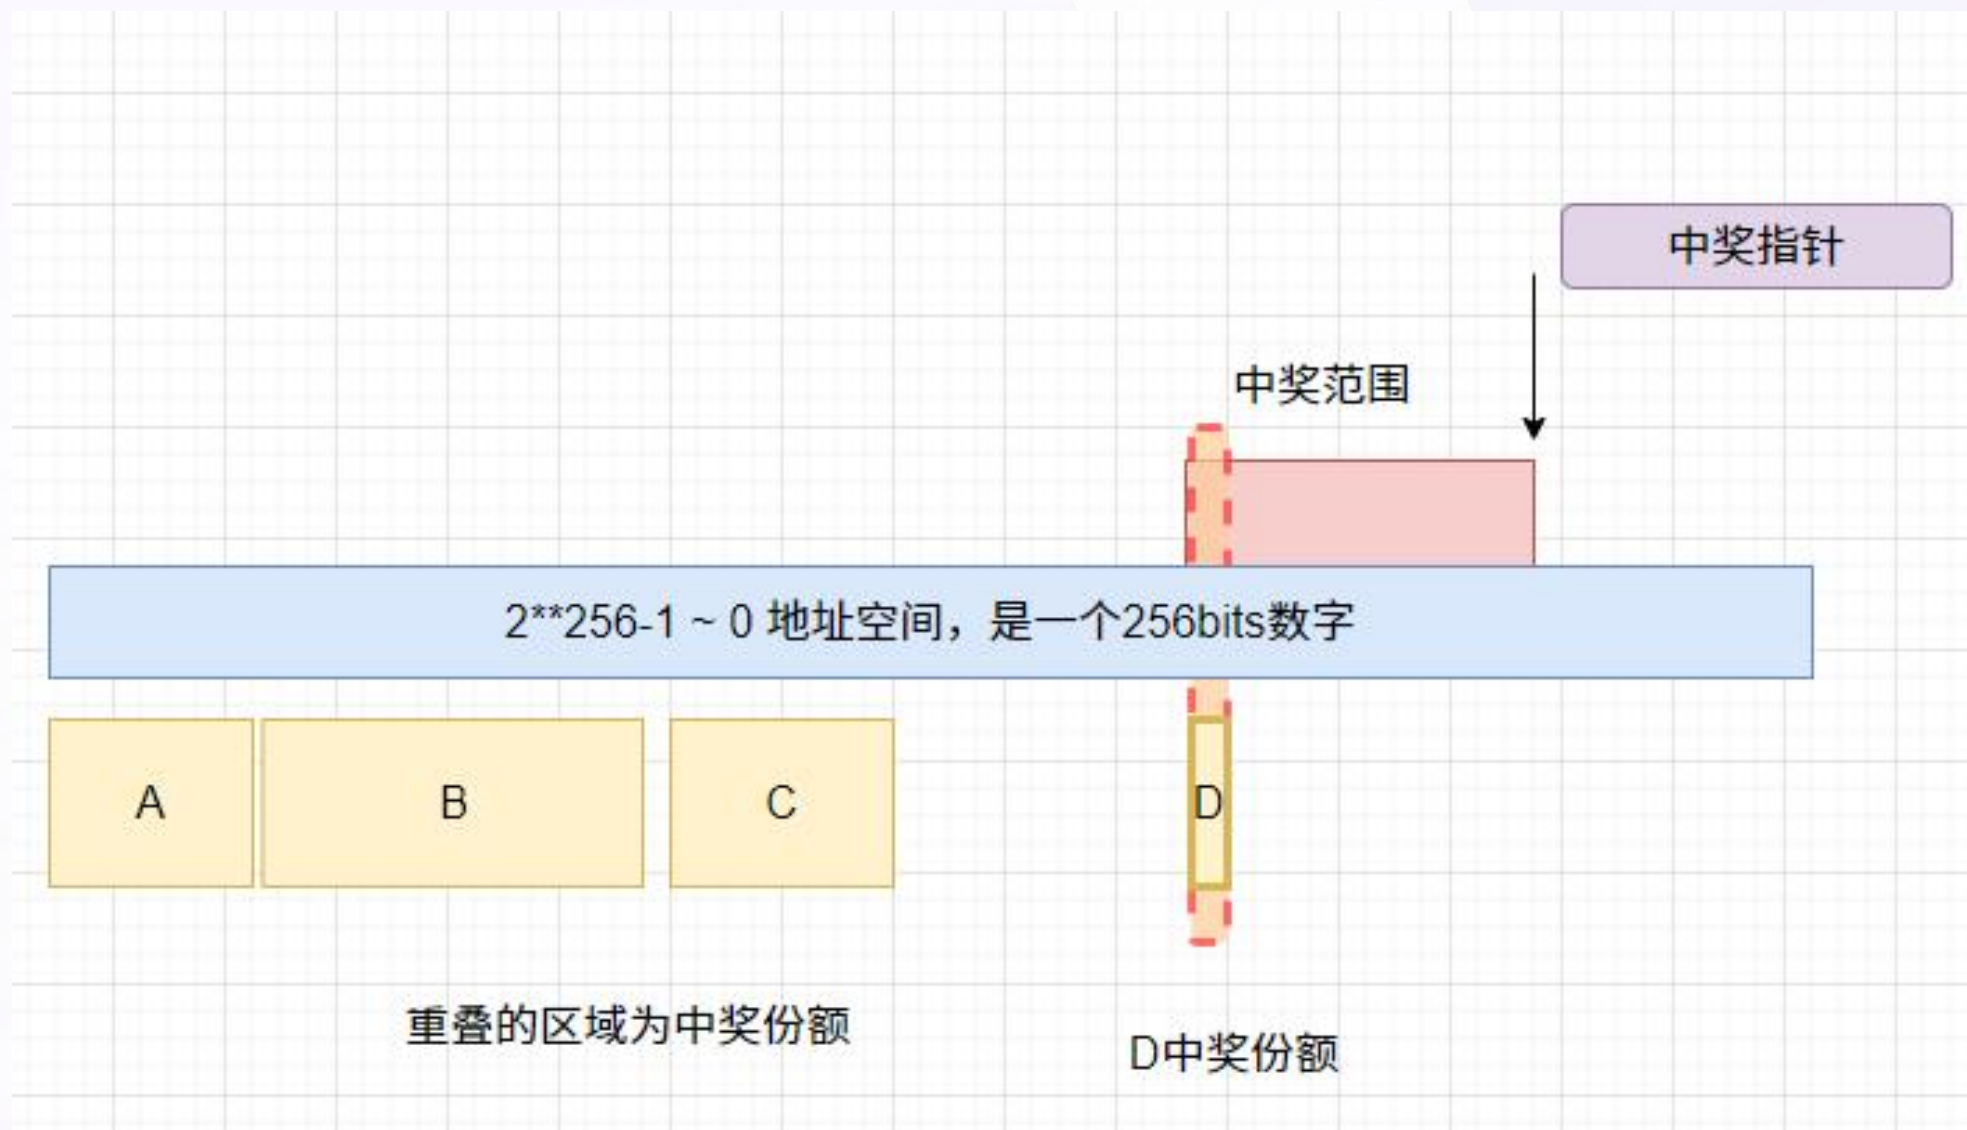 中奖指针
中奖范围
2**256-1 ~ 0 地址空间，是一个256bits数字
A
B
C
D
重叠的区域为中奖份额
D中奖份额